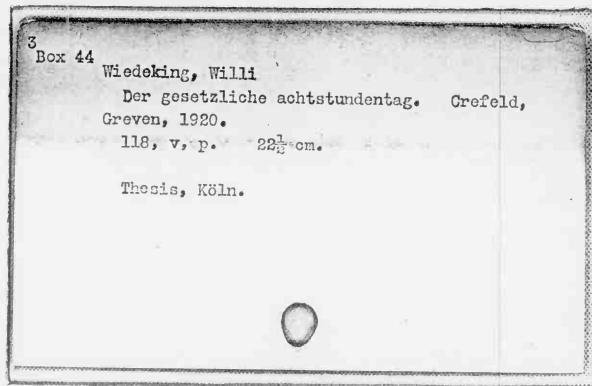 3
Box 44
Wiedeking, Willi
Der gesetzliche achtstundentag. Crefeld,
Greven, 1920.
118, v, p. 22½ cm.
Thesis, Köln.